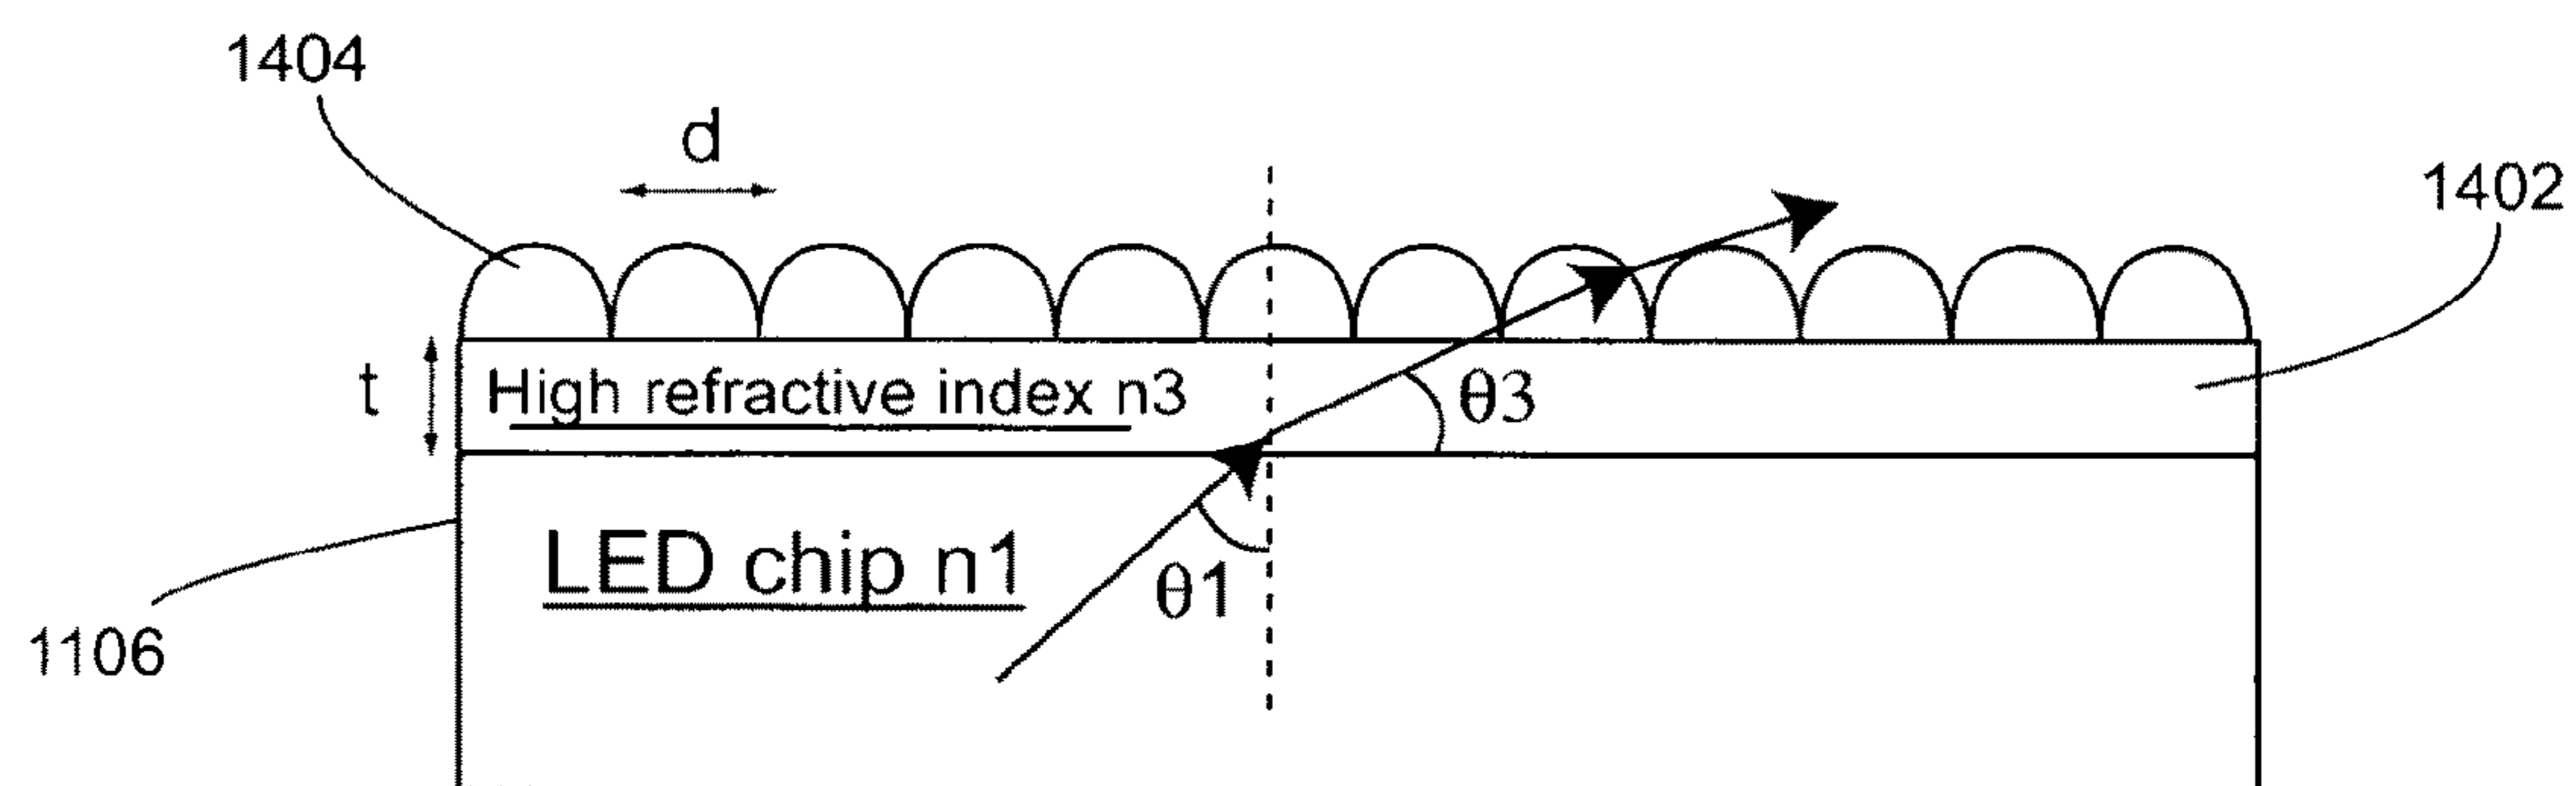 1404
d
1402
t
High refractive index n3
θ3
LED chip n1
θ1
1106